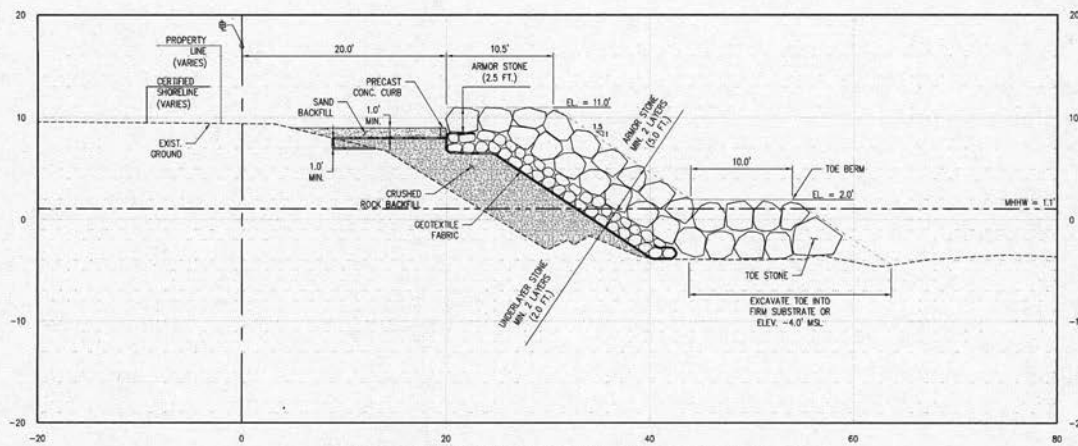 20
10
0
-10
-20
-20
0
20
40
60
80
20
10
0
-10
-20
PROPERTY
LINE
(VARIES)
CERTIFIED
SHORELINE
(VARIES)
EXIST.
GROUND
20.0'
10.5'
ARMOR STONE
(2.5 FT.)
PRECAST
CONC. CURB
SAND
BACKFILL
1.0'
MIN.
1.0'
MIN.
EL. = 11.0'
1.5
1
ARMOR STONE
MIN. 2 LAYERS
(5.0 FT.)
CRUSHED
ROCK BACKFILL
GEOTEXTILE
FABRIC
UNDERLAYER STONE
MIN. 2 LAYERS
(2.0 FT.)
10.0'
TOE BERM
EL. = 2.0'
MHHW = 1.1'
TOE STONE
EXCAVATE TOE INTO
FIRM SUBSTRATE OR
ELEV. -4.0' MSL